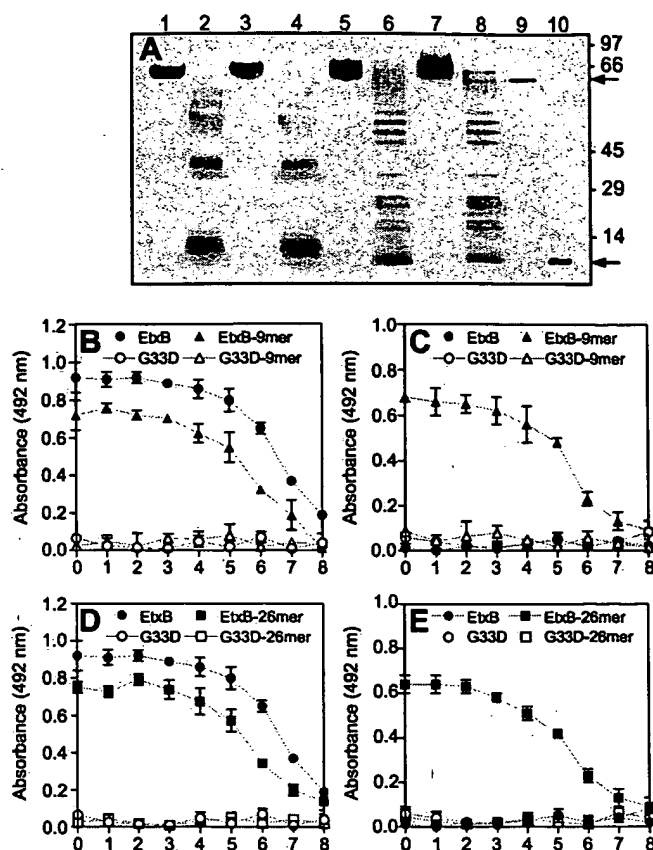 1 2 3 4 5 6 7 8 9 10
A
97
66
45
29
14
B
EtxB EtxB-9mer
G33D G33D-9mer
Absorbance (492 nm)
1.2
1.0
0.8
0.6
0.4
0.2
0.0
0 1 2 3 4 5 6 7 8
C
EtxB EtxB-9mer
G33D G33D-9mer
Absorbance (492 nm)
1.0
0.8
0.6
0.4
0.2
0.0
0 1 2 3 4 5 6 7 8
D
EtxB EtxB-26mer
G33D G33D-26mer
Absorbance (492 nm)
1.2
1.0
0.8
0.6
0.4
0.2
0.0
0 1 2 3 4 5 6 7 8
E
EtxB EtxB-26mer
G33D G33D-26mer
Absorbance (492 nm)
1.0
0.8
0.6
0.4
0.2
0.0
0 1 2 3 4 5 6 7 8